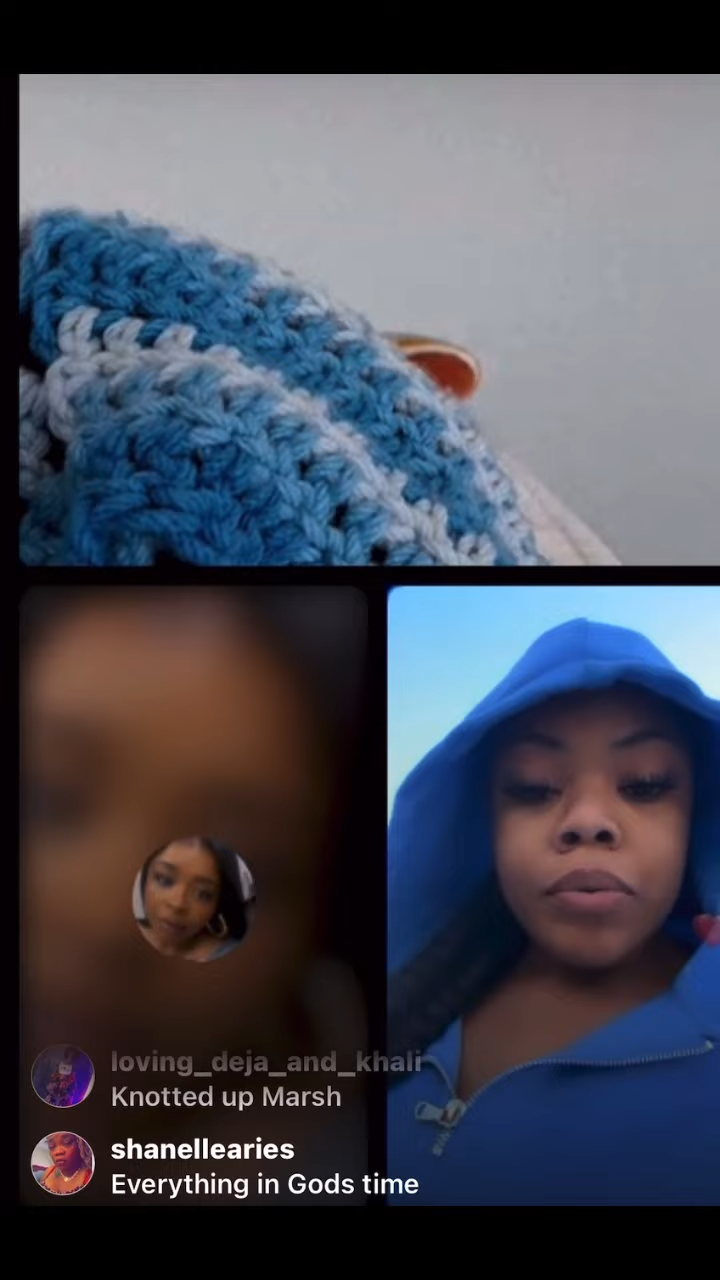 loving_deja_and_khali
Knotted up Marsh
shanellearies
Everything in Gods time